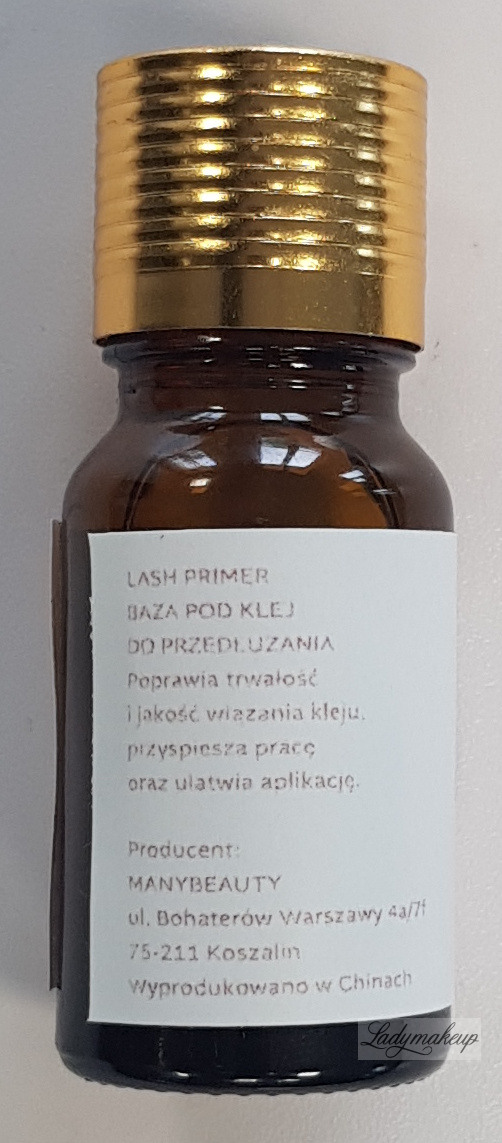 LASH PRIMER
BAZA POD KLEJ
DO PRZEDŁUŻANIA
Poprawia trwałość
i jakość wiązania kleju,
przyspiesza pracę
oraz ułatwia aplikację.
Producent:
MANYBEAUTY
ul. Bohaterów Warszawy 4a/7f
75-211 Koszalin
Wyprodukowano w Chinach
Ladymakeup